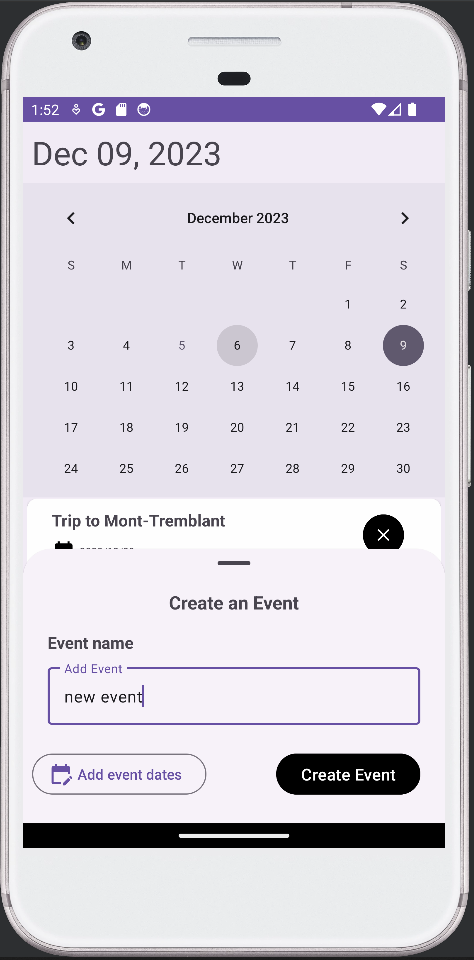 1:52
Dec 09, 2023
December 2023
S M T W T F S
1 2
3 4 5 6 7 8 9
10 11 12 13 14 15 16
17 18 19 20 21 22 23
24 25 26 27 28 29 30
Trip to Mont-Tremblant
Create an Event
Event name
Add Event
new event
Add event dates
Create Event